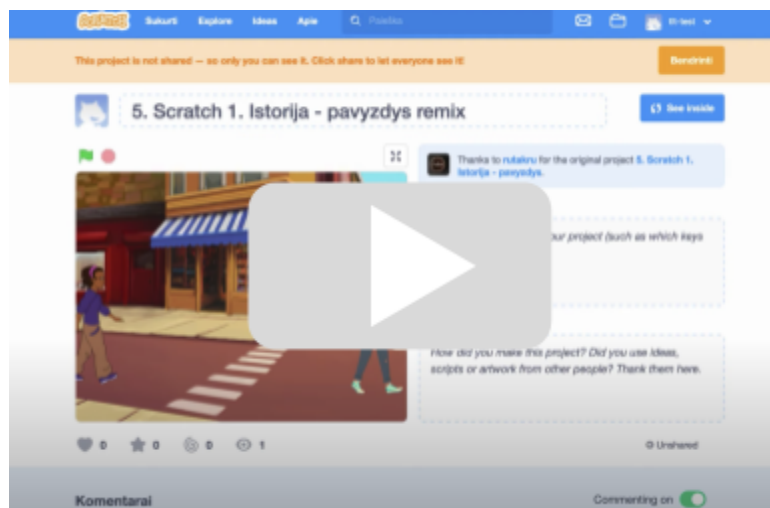 SCRATCH Sukurti Explore Ideas Apie Paieška
This project is not shared — so only you can see it. Click share to let everyone see it!
Bendrinti
5. Scratch 1. Istorija - pavyzdys remix
See inside
Thanks to rutakru for the original project 5. Scratch 1.
Istorija - pavyzdys.
our project (such as which keys
How did you make this project? Did you use ideas,
scripts or artwork from other people? Thank them here.
0 0 0 1
Unshared
Komentarai
Commenting on